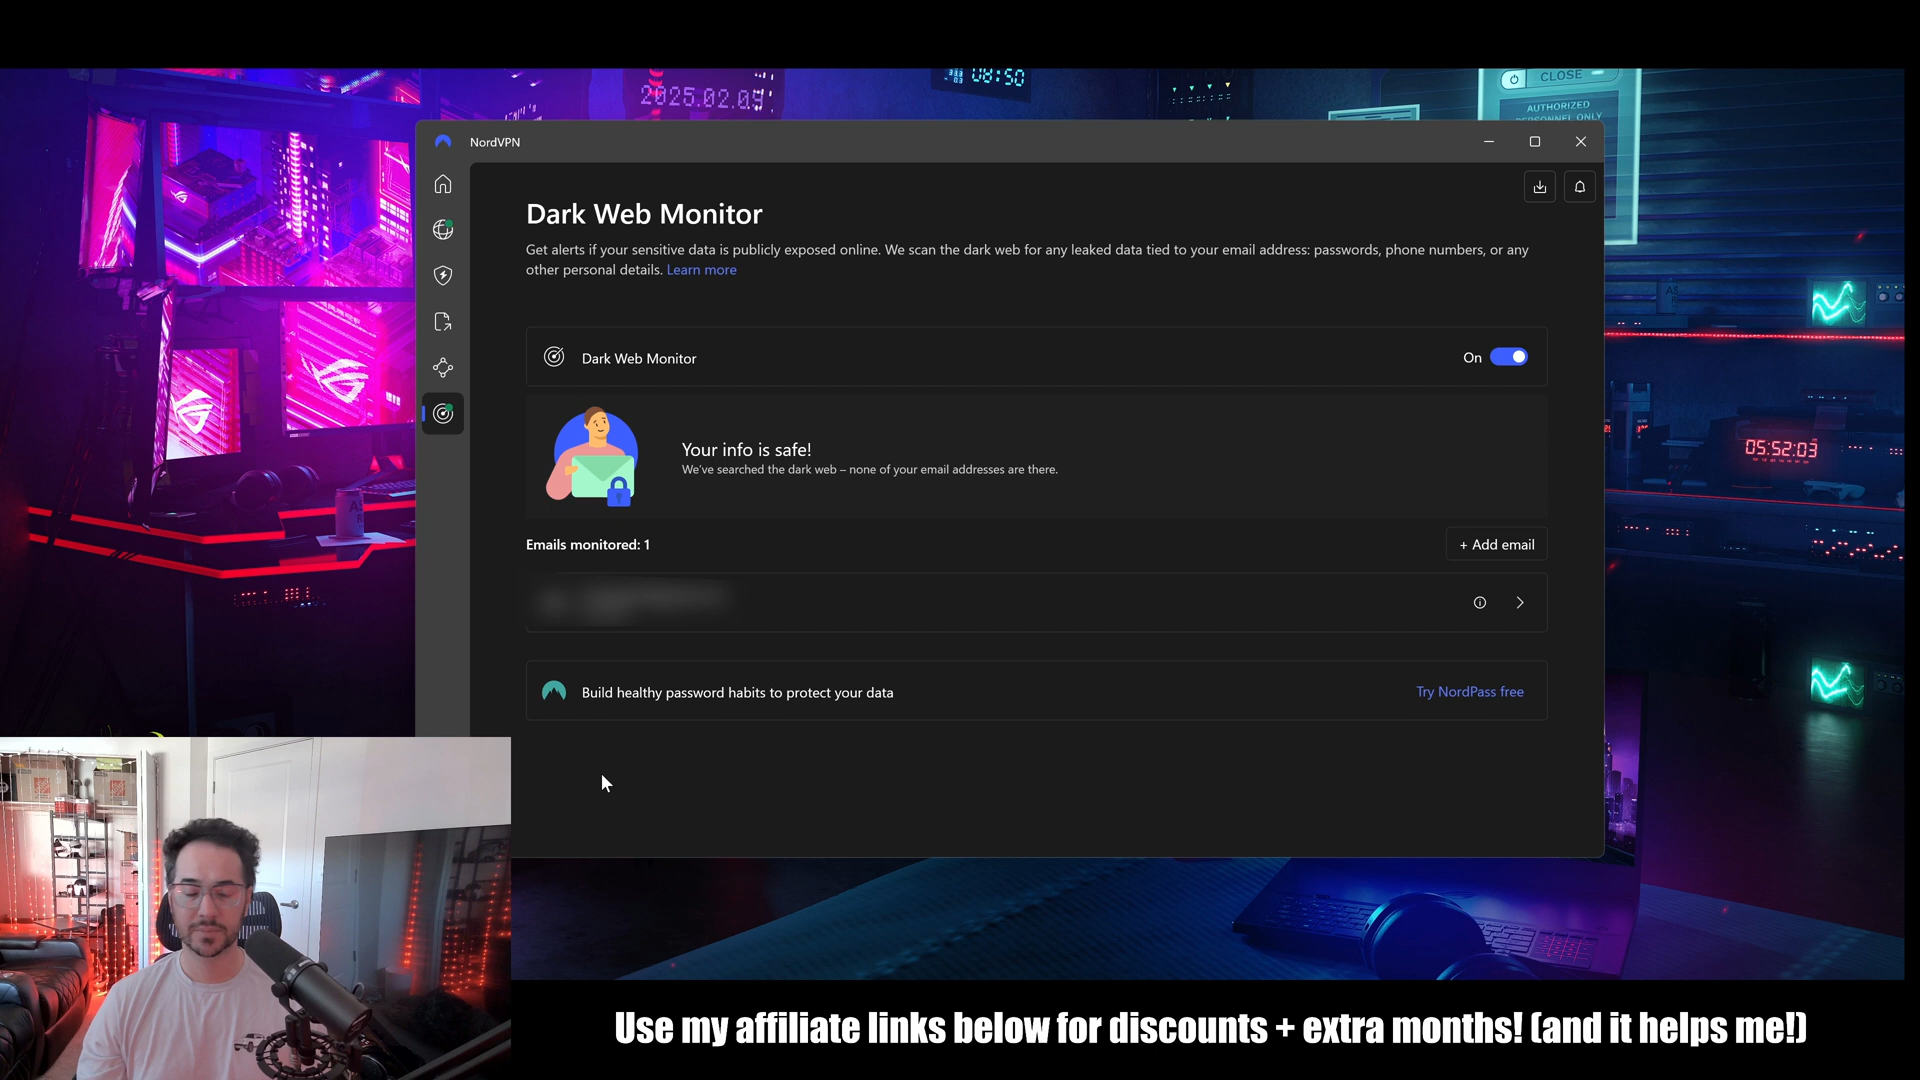 2025.02.09
08:50
CLOSE
AUTHORIZED
PERSONNEL ONLY
NordVPN
Dark Web Monitor
Get alerts if your sensitive data is publicly exposed online. We scan the dark web for any leaked data tied to your email address: passwords, phone numbers, or any
other personal details. Learn more
Dark Web Monitor
On
Your info is safe!
We've searched the dark web – none of your email addresses are there.
05:52:03
Emails monitored: 1
+ Add email
Build healthy password habits to protect your data
Try NordPass free
Use my affiliate links below for discounts + extra months! (and it helps me!)